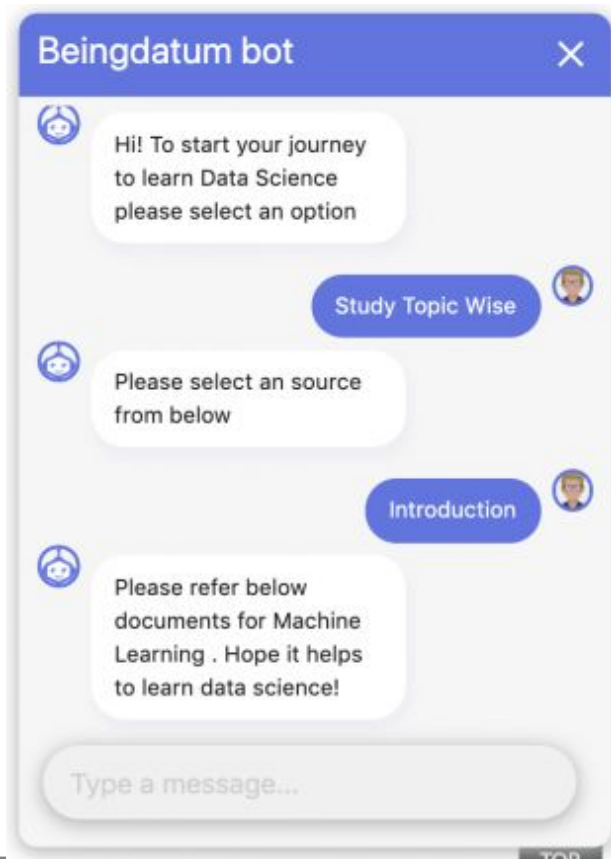 Beingdatum bot
Hi! To start your journey
to learn Data Science
please select an option
Study Topic Wise
Please select an source
from below
Introduction
Please refer below
documents for Machine
Learning . Hope it helps
to learn data science!
Type a message...
TOP